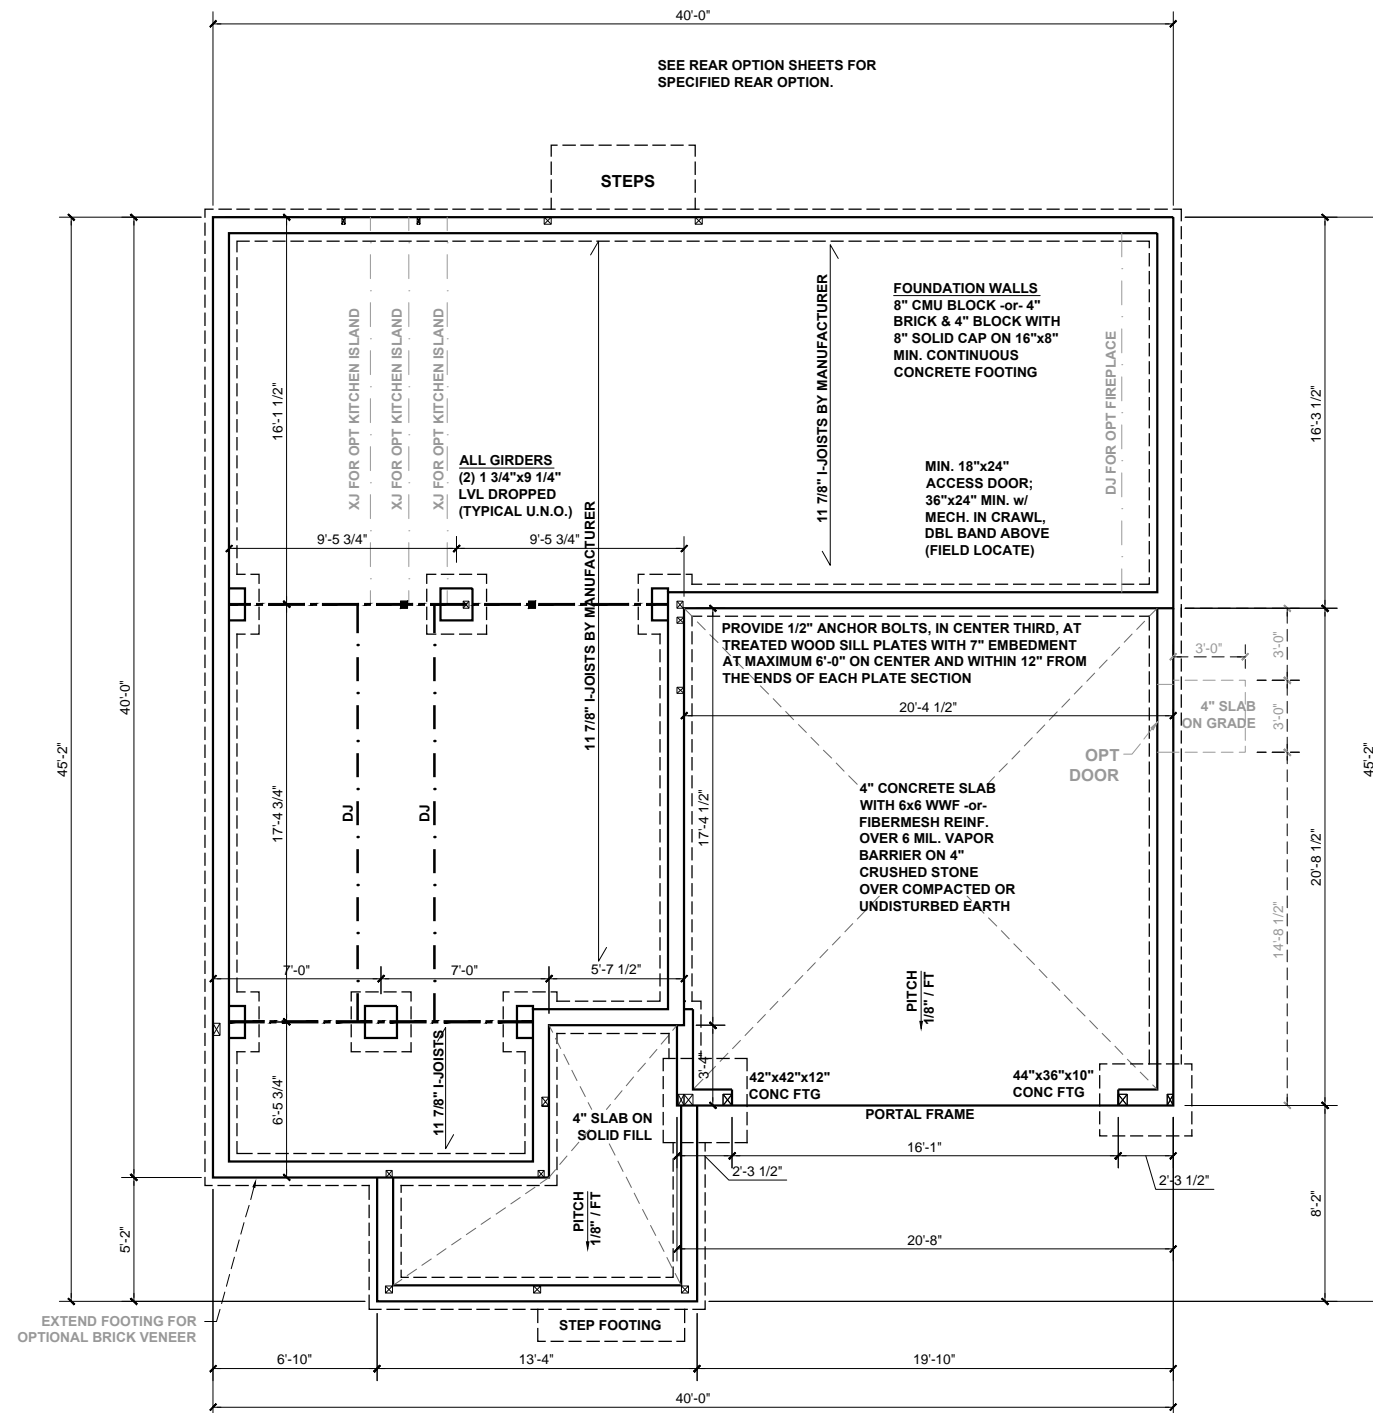 40'-0"
SEE REAR OPTION SHEETS FOR
SPECIFIED REAR OPTION.
STEPS
FOUNDATION WALLS
8" CMU BLOCK -or- 4"
BRICK & 4" BLOCK WITH
8" SOLID CAP ON 16"x8"
MIN. CONTINUOUS
CONCRETE FOOTING
XJ FOR OPT KITCHEN ISLAND
XJ FOR OPT KITCHEN ISLAND
XJ FOR OPT KITCHEN ISLAND
11 7/8" I-JOISTS BY MANUFACTURER
DJ FOR OPT FIREPLACE
16'-1 1/2"
16'-3 1/2"
ALL GIRDERS
(2) 1 3/4"x9 1/4"
LVL DROPPED
(TYPICAL U.N.O.)
MIN. 18"x24"
ACCESS DOOR;
36"x24" MIN. w/
MECH. IN CRAWL,
DBL BAND ABOVE
(FIELD LOCATE)
9'-5 3/4"
9'-5 3/4"
11 7/8" I-JOISTS BY MANUFACTURER
PROVIDE 1/2" ANCHOR BOLTS, IN CENTER THIRD, AT
TREATED WOOD SILL PLATES WITH 7" EMBEDMENT
AT MAXIMUM 6'-0" ON CENTER AND WITHIN 12" FROM
THE ENDS OF EACH PLATE SECTION
3'-0"
3'-0"
20'-4 1/2"
4" SLAB
ON GRADE
3'-0"
40'-0"
45'-2"
45'-2"
OPT
DOOR
4" CONCRETE SLAB
WITH 6x6 WWF -or-
FIBERMESH REINF.
OVER 6 MIL. VAPOR
BARRIER ON 4"
CRUSHED STONE
OVER COMPACTED OR
UNDISTURBED EARTH
17'-4 3/4"
DJ
DJ
17'-4 1/2"
20'-8 1/2"
14'-8 1/2"
7'-0"
7'-0"
5'-7 1/2"
PITCH
1/8" / FT
11 7/8" I-JOISTS
3'-4"
42"x42"x12"
CONC FTG
44"x36"x10"
CONC FTG
6'-5 3/4"
4" SLAB ON
SOLID FILL
PORTAL FRAME
16'-1"
2'-3 1/2"
2'-3 1/2"
PITCH
1/8" / FT
5'-2"
8'-2"
20'-8"
EXTEND FOOTING FOR
OPTIONAL BRICK VENEER
STEP FOOTING
6'-10"
13'-4"
19'-10"
40'-0"